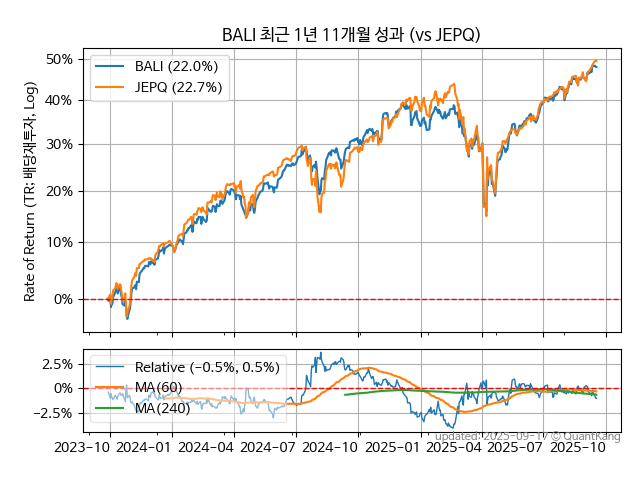 BALI 최근 1년 11개월 성과 (vs JEPQ)
Rate of Return (TR: 배당재투자, Log)
50%
40%
30%
20%
10%
0%
BALI (22.0%)
JEPQ (22.7%)
2.5%
0%
−2.5%
Relative (−0.5%, 0.5%)
MA(60)
MA(240)
updated: 2025-09-17 © QuantKang
2023-10 2024-01 2024-04 2024-07 2024-10 2025-01 2025-04 2025-07 2025-10